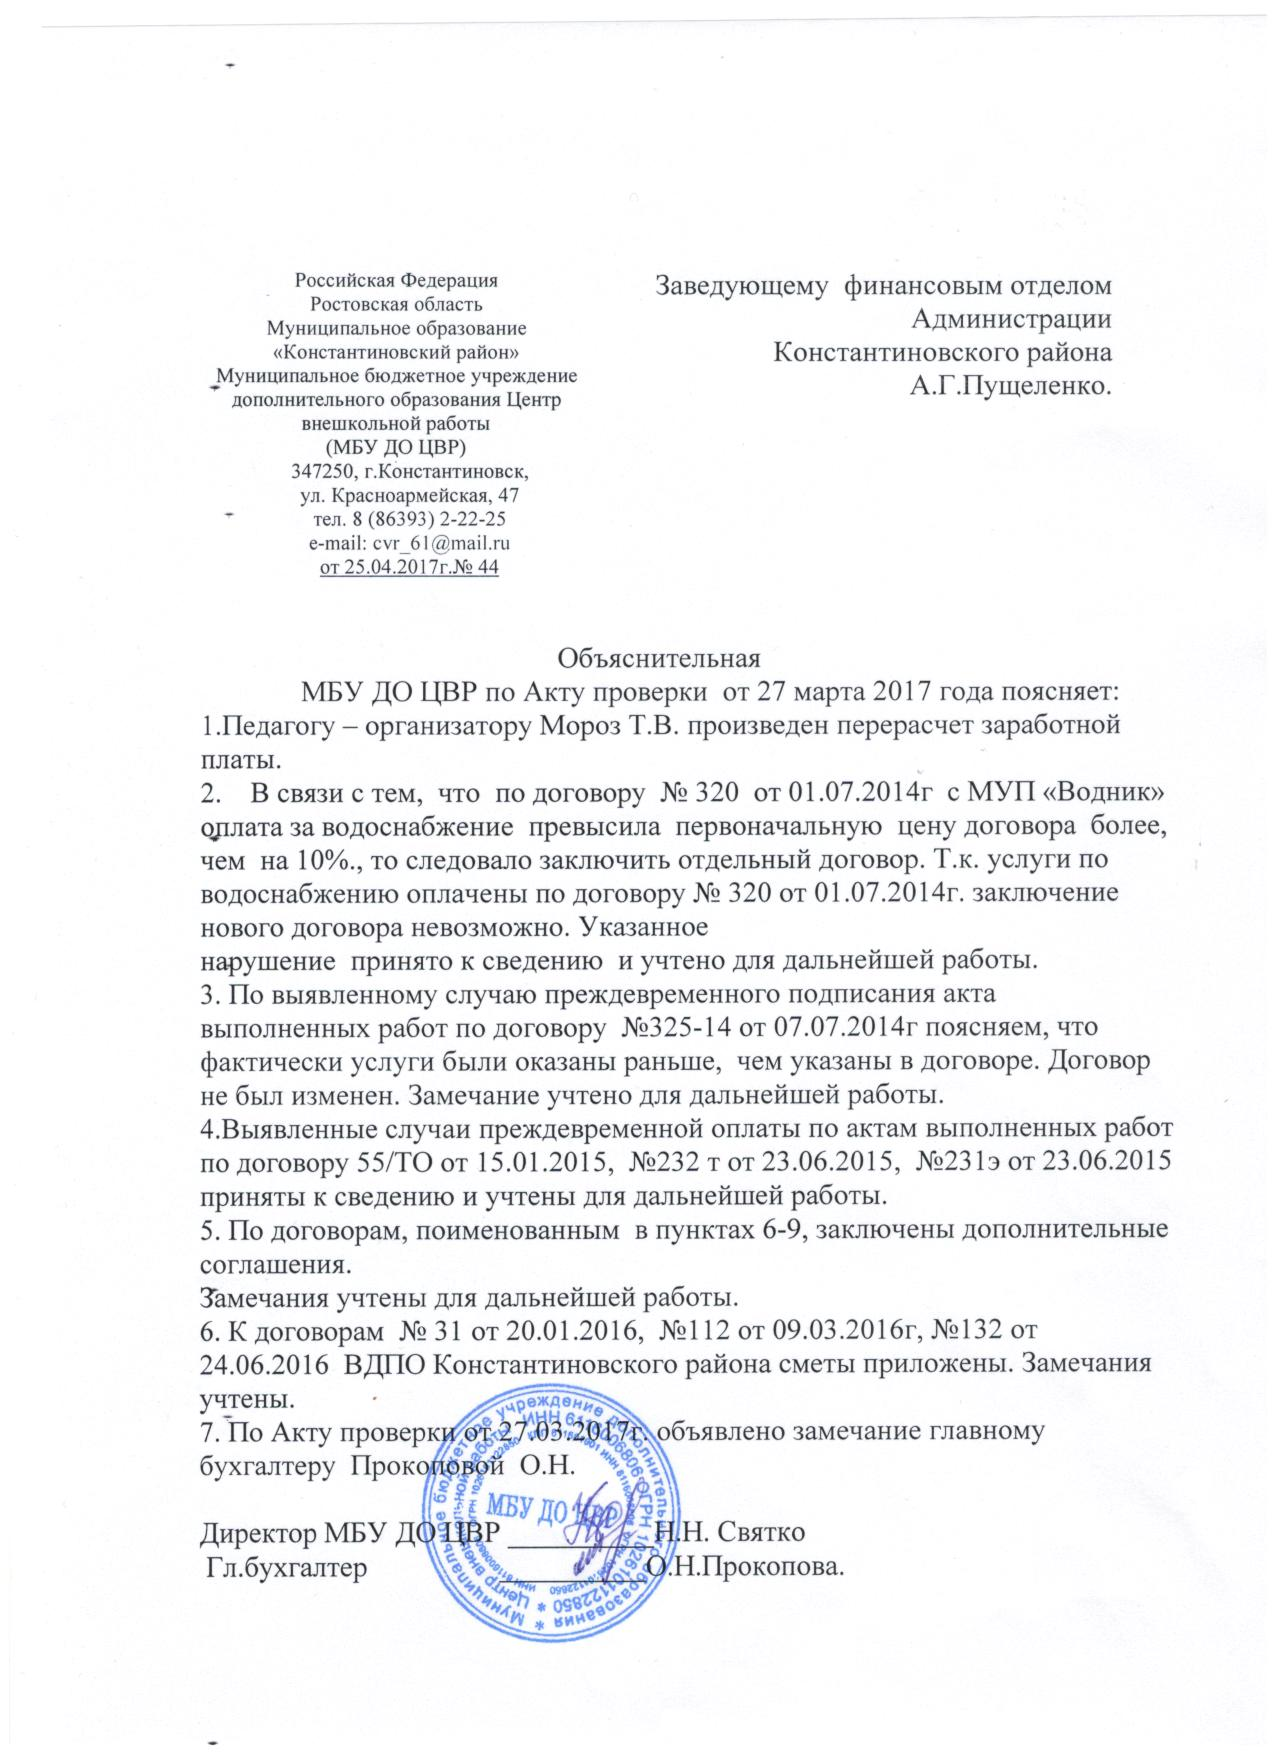 Российская Федерация
Ростовская область
Муниципальное образование
«Константиновский район»
Муниципальное бюджетное учреждение
дополнительного образования Центр
внешкольной работы
(МБУ ДО ЦВР)
347250, г.Константиновск,
ул. Красноармейская, 47
тел. 8 (86393) 2-22-25
e-mail: cvr_61@mail.ru
от 25.04.2017г.№ 44
Заведующему финансовым отделом
Администрации
Константиновского района
А.Г.Пущеленко.
Объяснительная
МБУ ДО ЦВР по Акту проверки от 27 марта 2017 года поясняет:
1.Педагогу – организатору Мороз Т.В. произведен перерасчет заработной
платы.
2. В связи с тем, что по договору № 320 от 01.07.2014г с МУП «Водник»
оплата за водоснабжение превысила первоначальную цену договора более,
чем на 10%., то следовало заключить отдельный договор. Т.к. услуги по
водоснабжению оплачены по договору № 320 от 01.07.2014г. заключение
нового договора невозможно. Указанное
нарушение принято к сведению и учтено для дальнейшей работы.
3. По выявленному случаю преждевременного подписания акта
выполненных работ по договору №325-14 от 07.07.2014г поясняем, что
фактически услуги были оказаны раньше, чем указаны в договоре. Договор
не был изменен. Замечание учтено для дальнейшей работы.
4.Выявленные случаи преждевременной оплаты по актам выполненных работ
по договору 55/ТО от 15.01.2015, №232 т от 23.06.2015, №231э от 23.06.2015
приняты к сведению и учтены для дальнейшей работы.
5. По договорам, поименованным в пунктах 6-9, заключены дополнительные
соглашения.
Замечания учтены для дальнейшей работы.
6. К договорам № 31 от 20.01.2016, №112 от 09.03.2016г, №132 от
24.06.2016 ВДПО Константиновского района сметы приложены. Замечания
учтены.
7. По Акту проверки от 27.03.2017г. объявлено замечание главному
бухгалтеру Прокоповой О.Н.
Директор МБУ ДО ЦВР __________Н.Н. Святко
Гл.бухгалтер О.Н.Прокопова.
Муниципальное бюджетное учреждение дополнительного образования *
Центр внешкольной работы
ОГРН 1026101122850 *
МБУ ДО ЦВР